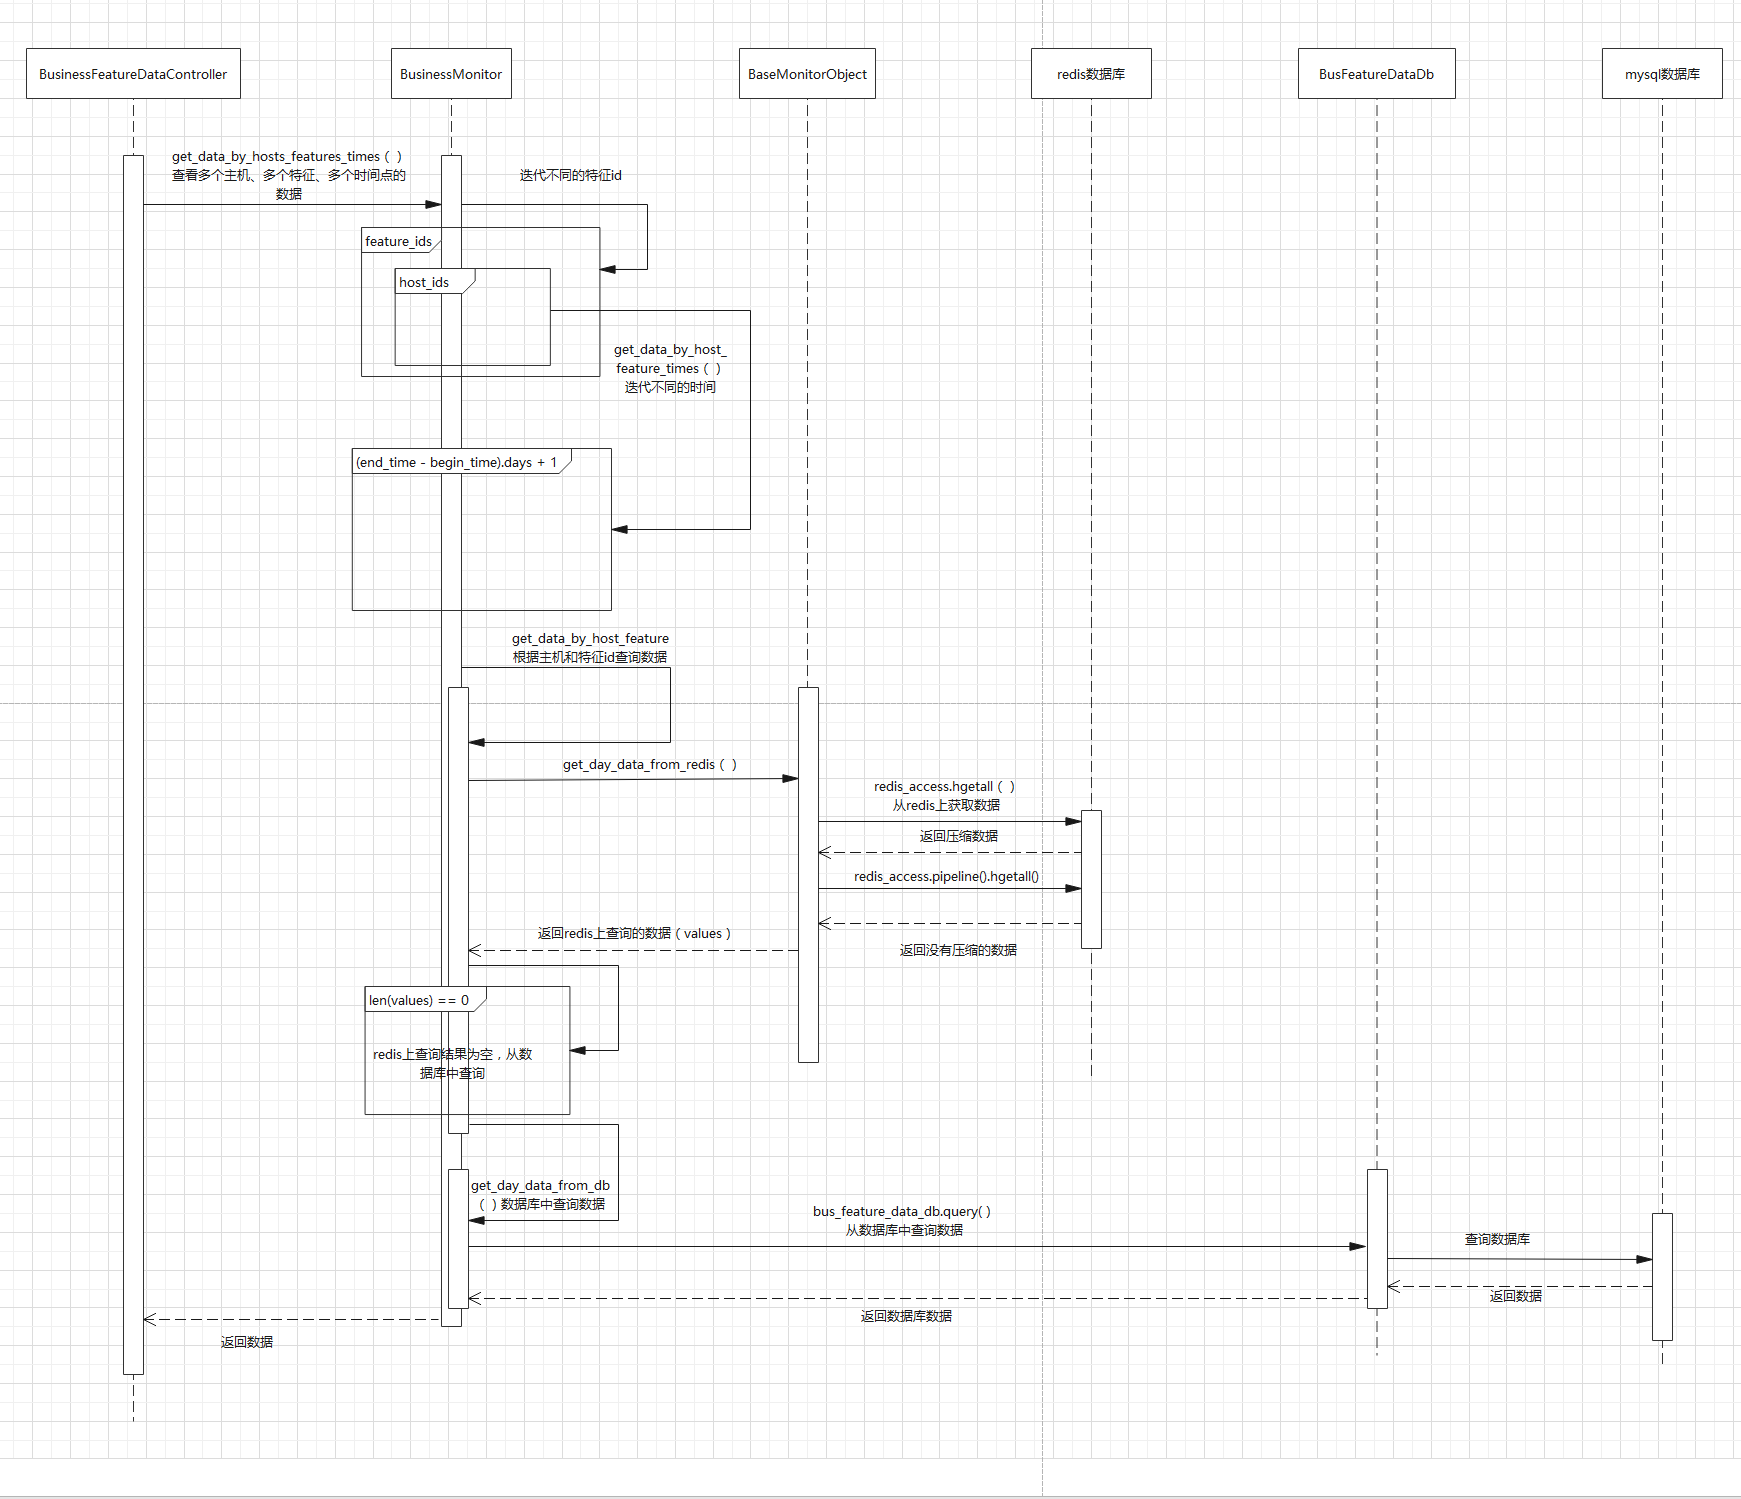 BusinessFeatureDataController
BusinessMonitor
BaseMonitorObject
redis数据库
BusFeatureDataDb
mysql数据库
get_data_by_hosts_features_times（ ）
查看多个主机、多个特征、多个时间点的
数据
迭代不同的特征id
feature_ids
host_ids
get_data_by_host_
feature_times（ ）
迭代不同的时间
(end_time - begin_time).days + 1
get_data_by_host_feature
根据主机和特征id查询数据
get_day_data_from_redis（ ）
redis_access.hgetall（ ）
从redis上获取数据
返回压缩数据
redis_access.pipeline().hgetall()
返回redis上查询的数据（values）
返回没有压缩的数据
len(values) == 0
redis上查询结果为空，从数
据库中查询
get_day_data_from_db
（ ）数据库中查询数据
bus_feature_data_db.query( )
从数据库中查询数据
查询数据库
返回数据
返回数据库数据
返回数据